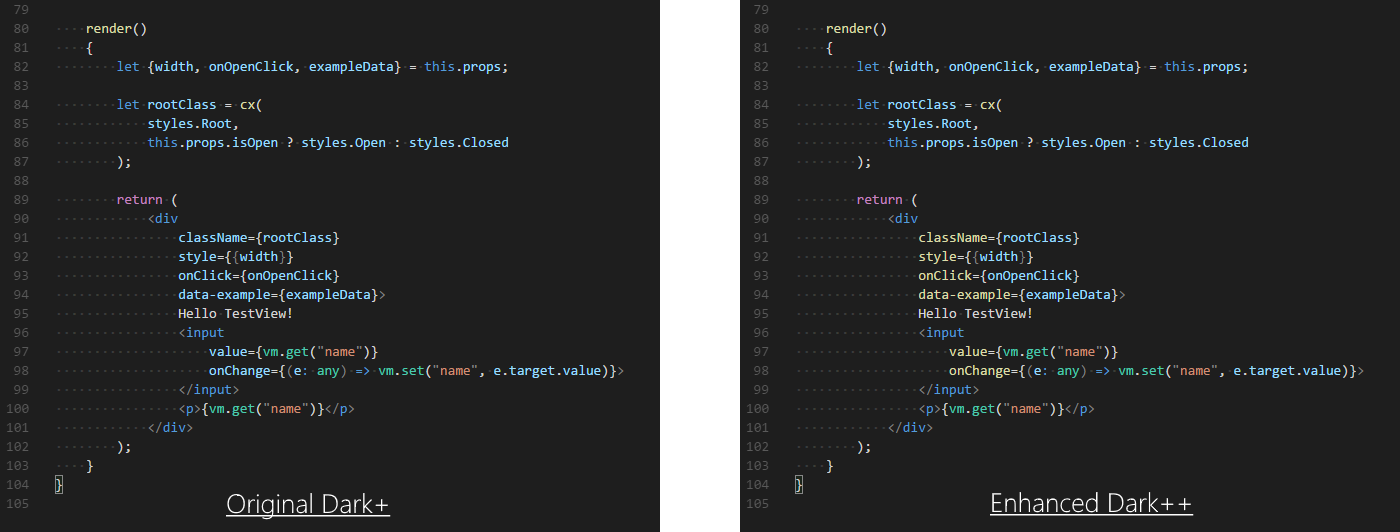 79
80 render()
81 {
82 let {width, onOpenClick, exampleData} = this.props;
83
84 let rootClass = cx(
85 styles.Root,
86 this.props.isOpen ? styles.Open : styles.Closed
87 );
88
89 return (
90 <div
91 className={rootClass}
92 style={{width}}
93 onClick={onOpenClick}
94 data-example={exampleData}>
95 Hello TestView!
96 <input
97 value={vm.get("name")}
98 onChange={(e: any) => vm.set("name", e.target.value)}>
99 </input>
100 <p>{vm.get("name")}</p>
101 </div>
102 );
103 }
104 }
105
Original Dark+
79
80 render()
81 {
82 let {width, onOpenClick, exampleData} = this.props;
83
84 let rootClass = cx(
85 styles.Root,
86 this.props.isOpen ? styles.Open : styles.Closed
87 );
88
89 return (
90 <div
91 className={rootClass}
92 style={{width}}
93 onClick={onOpenClick}
94 data-example={exampleData}>
95 Hello TestView!
96 <input
97 value={vm.get("name")}
98 onChange={(e: any) => vm.set("name", e.target.value)}>
99 </input>
100 <p>{vm.get("name")}</p>
101 </div>
102 );
103 }
104 }
105
Enhanced Dark++